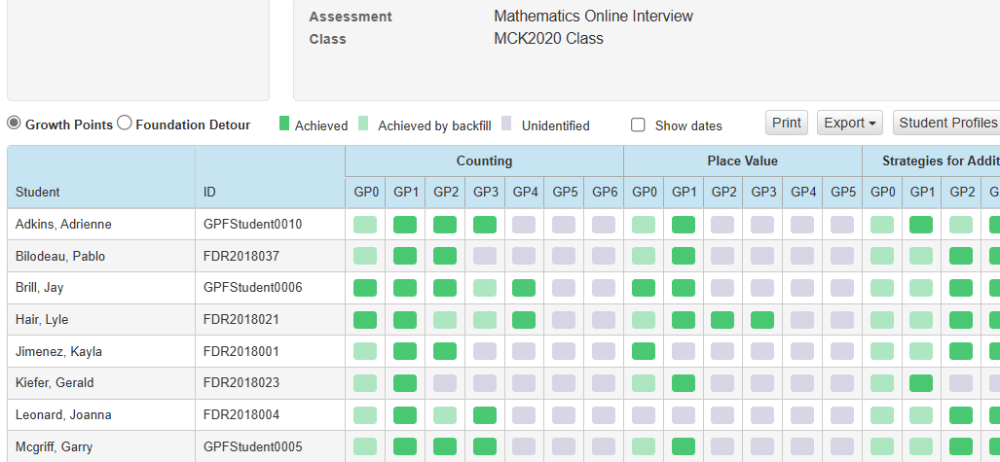 Assessment Mathematics Online Interview
Class MCK2020 Class
Growth Points Foundation Detour Achieved Achieved by backfill Unidentified Show dates Print Export Student Profiles
Counting Place Value Strategies for Addit
Student ID GP0 GP1 GP2 GP3 GP4 GP5 GP6 GP0 GP1 GP2 GP3 GP4 GP5 GP0 GP1 GP2 G
Adkins, Adrienne GPFStudent0010
Bilodeau, Pablo FDR2018037
Brill, Jay GPFStudent0006
Hair, Lyle FDR2018021
Jimenez, Kayla FDR2018001
Kiefer, Gerald FDR2018023
Leonard, Joanna FDR2018004
Mcgriff, Garry GPFStudent0005